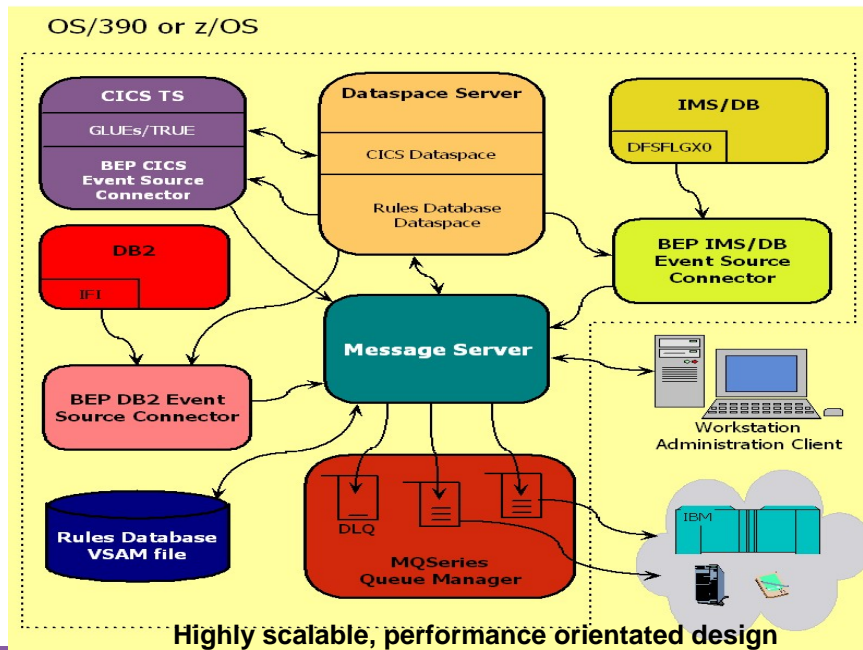 OS/390 or z/OS
CICS TS
GLUEs/TRUE
BEP CICS
Event Source
Connector
Dataspace Server
CICS Dataspace
Rules Database
Dataspace
IMS/DB
DFSFLGX0
BEP IMS/DB
Event Source
Connector
DB2
IFI
Message Server
BEP DB2 Event
Source Connector
Workstation
Administration Client
Rules Database
VSAM file
DLQ
MQSeries
Queue Manager
IBM
Highly scalable, performance orientated design